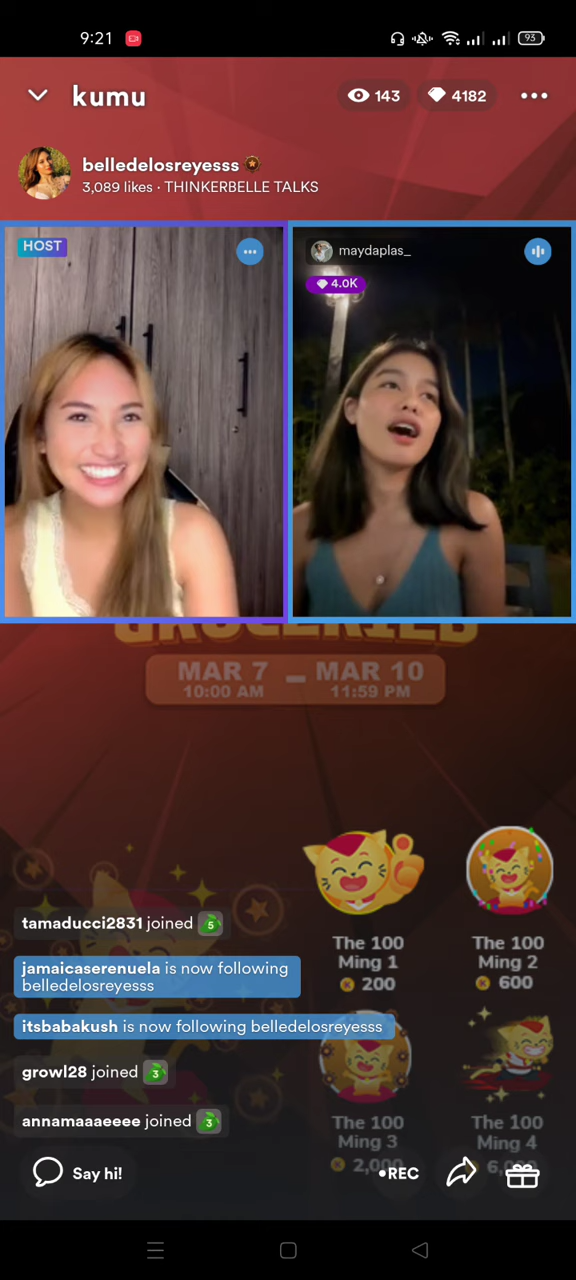 9:21
93
kumu
143
4182
belledelosreyesss
3,089 likes · THINKERBELLE TALKS
HOST
maydaplas_
4.0K
GROCERIED
MAR 7 – MAR 10
10:00 AM 11:59 PM
The 100
Ming 1
200
The 100
Ming 2
600
tamaducci2831 joined 5
jamaicaserenuela is now following
belledelosreyesss
itsbabakush is now following belledelosreyesss
growl28 joined 3
annamaaaeeee joined 3
The 100
Ming 3
2,000
The 100
Ming 4
Say hi!
•REC